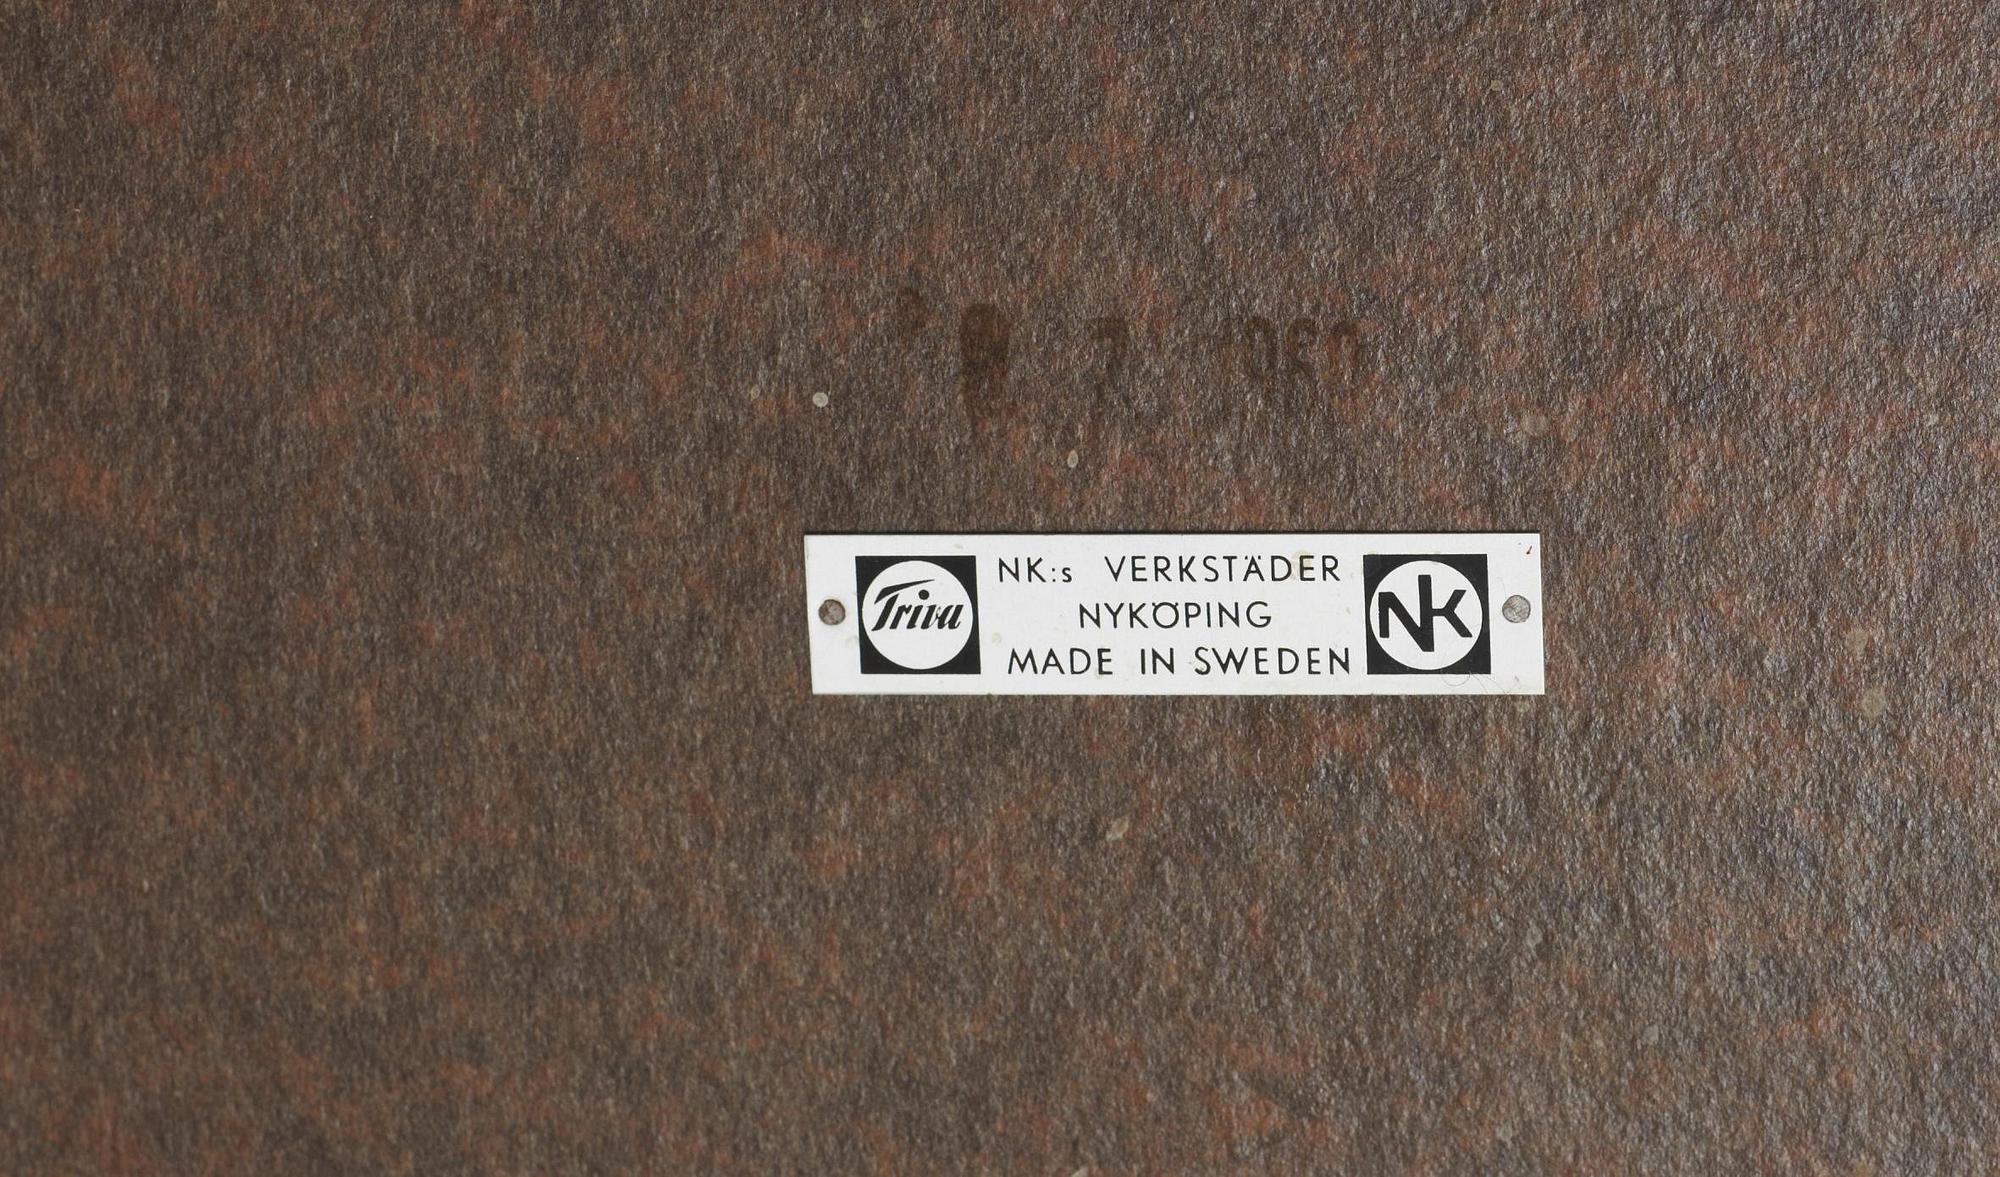 Triva
NK:s VERKSTÄDER
NYKÖPING
MADE IN SWEDEN
NK